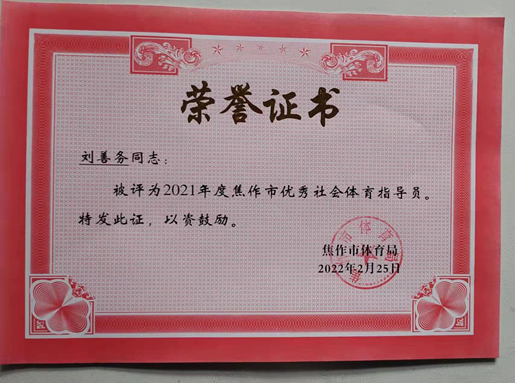 荣誉证书
刘善务同志：
被评为2021年度焦作市优秀社会体育指导员。
特发此证，以资鼓励。
焦作市体育局
2022年2月25日